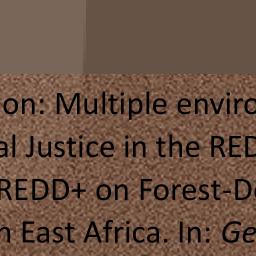 on: Multiple enviro
al Justice in the RED
REDD+ on Forest-De
n East Africa. In: Ge